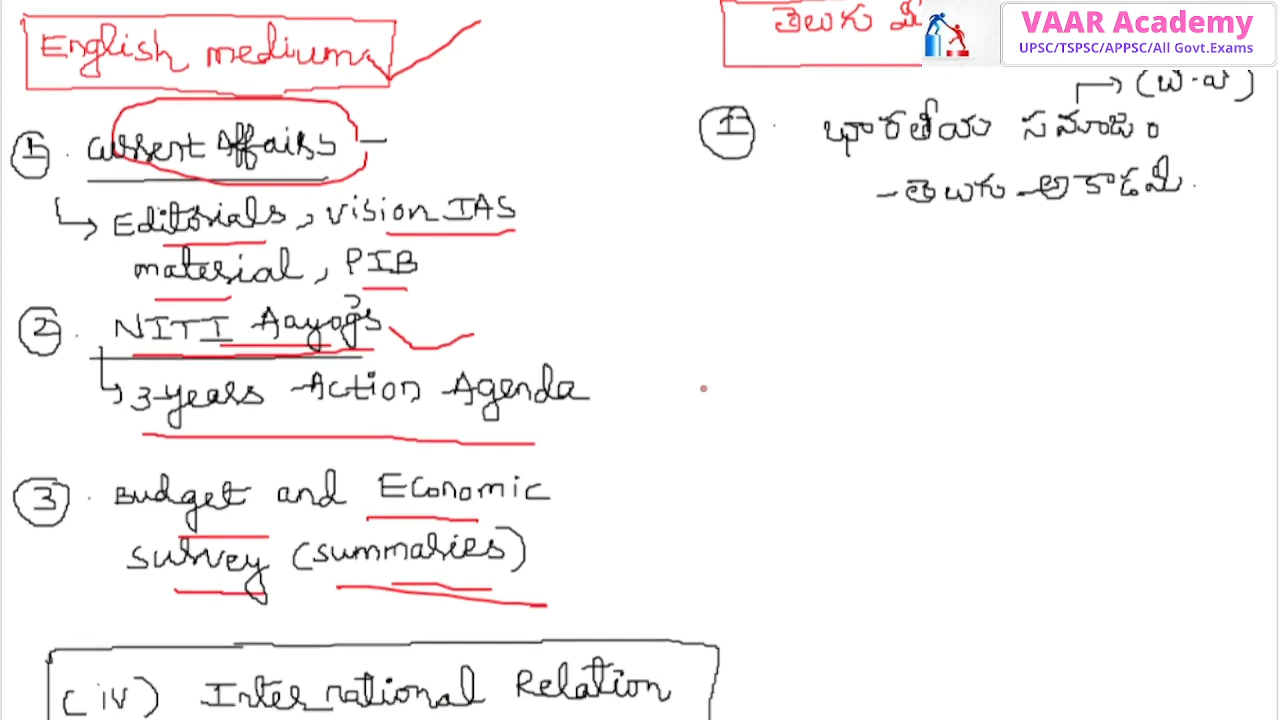 English medium
① . Current Affairs -
Editorials, vision IAS
material, PIB
② . NITI Aayog's
3-years Action Agenda
③ . Budget and Economic
survey (summaries)
(iv) International Relation
తెలుగు
VAAR Academy
UPSC/TSPSC/APPSC/All Govt.Exams
① . భారతీయ సమాజం
- తెలుగు అకాడమి.